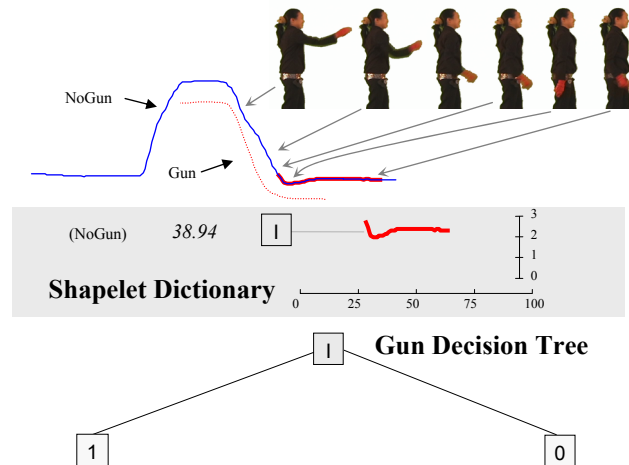 NoGun
Gun
(NoGun) 38.94 I
3
2
1
0
Shapelet Dictionary
0 25 50 75 100
I
Gun Decision Tree
1 0